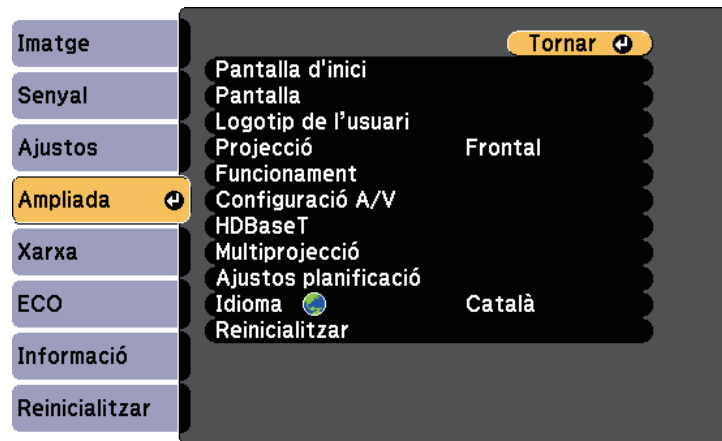 Imatge
Senyal
Ajustos
Ampliada
Xarxa
ECO
Informació
Reinicialitzar
Tornar
Pantalla d'inici
Pantalla
Logotip de l’usuari
Projecció Frontal
Funcionament
Configuració A/V
HDBaseT
Multiprojecció
Ajustos planificació
Idioma Català
Reinicialitzar